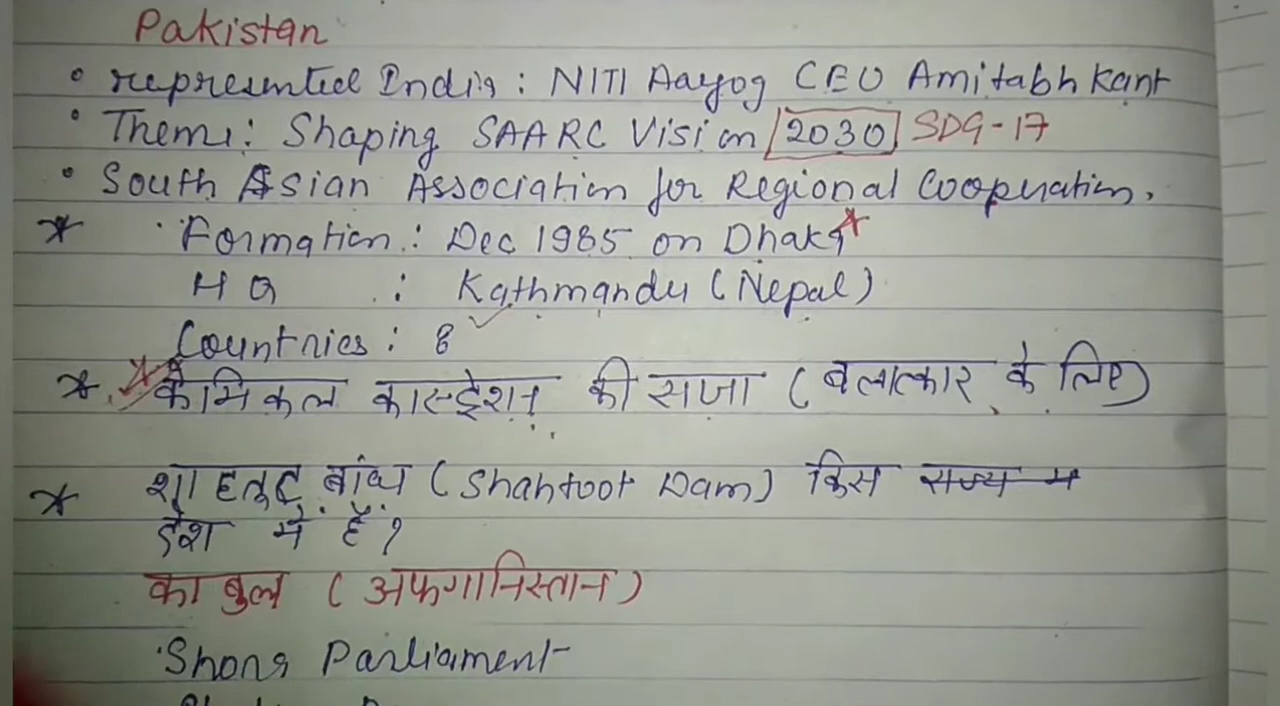 Pakistan
• represented India : NITI Aayog CEO Amitabh Kant
• Theme : Shaping SAARC Vision 2030 SDG-17
• South Asian Association for Regional Cooperation.
* Formation : Dec 1985 on Dhaka *
HQ : Kathmandu (Nepal)
Countries : 8
* कैमिकल कास्ट्रेशन की सजा (बलात्कार के लिए)
* शाहतूट बांध (Shahtoot Dam) किस राज्य में
देश में हैं?
काबुल (अफगानिस्तान)
Shora Parliament